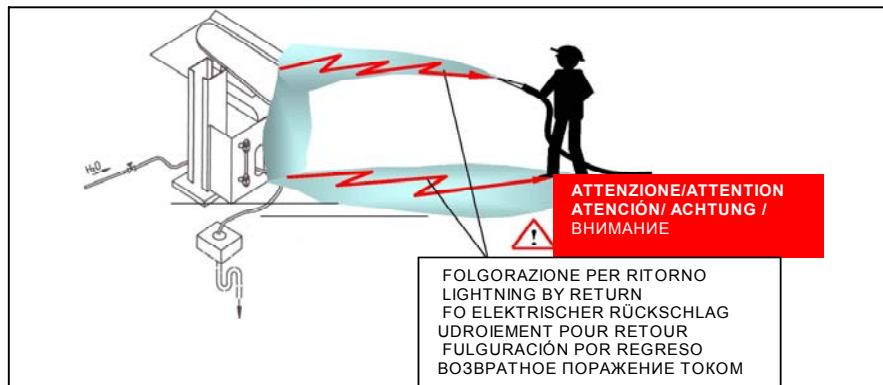 H₂O
ATTENZIONE/ATTENTION
ATENCIÓN/ ACHTUNG /
ВНИМАНИЕ
!
FOLGORAZIONE PER RITORNO
LIGHTNING BY RETURN
FO ELEKTRISCHER RÜCKSCHLAG
UDROIEMENT POUR RETOUR
FULGURACIÓN POR REGRESO
ВОЗВРАТНОЕ ПОРАЖЕНИЕ ТОКОМ